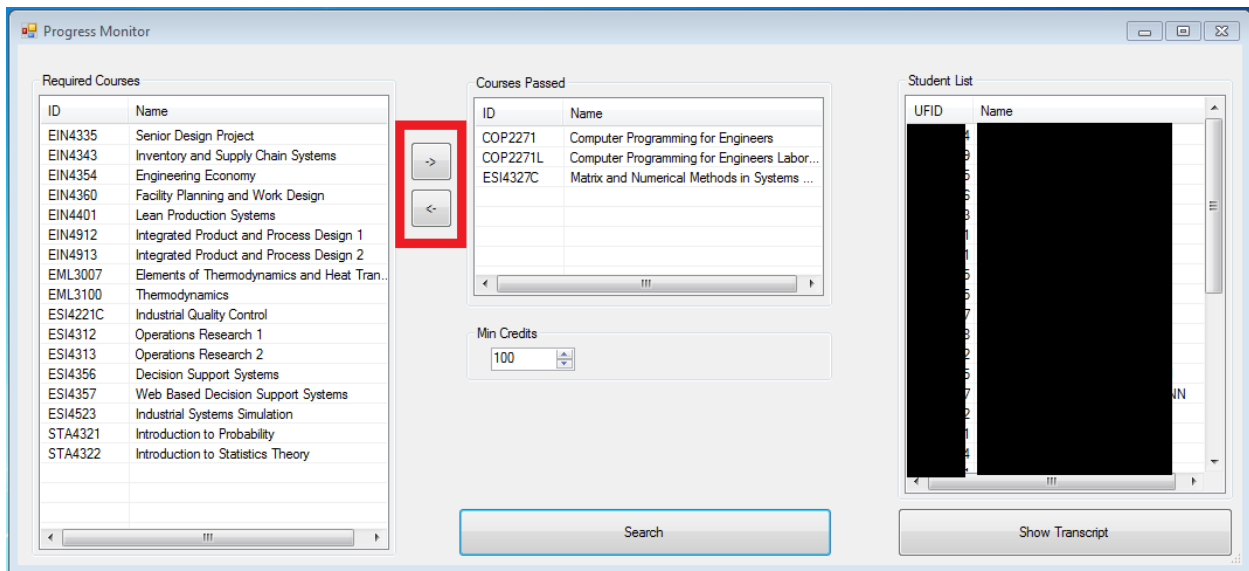 Progress Monitor
Required Courses
ID Name
EIN4335 Senior Design Project
EIN4343 Inventory and Supply Chain Systems
EIN4354 Engineering Economy
EIN4360 Facility Planning and Work Design
EIN4401 Lean Production Systems
EIN4912 Integrated Product and Process Design 1
EIN4913 Integrated Product and Process Design 2
EML3007 Elements of Thermodynamics and Heat Tran...
EML3100 Thermodynamics
ESI4221C Industrial Quality Control
ESI4312 Operations Research 1
ESI4313 Operations Research 2
ESI4356 Decision Support Systems
ESI4357 Web Based Decision Support Systems
ESI4523 Industrial Systems Simulation
STA4321 Introduction to Probability
STA4322 Introduction to Statistics Theory
->
<-
Courses Passed
ID Name
COP2271 Computer Programming for Engineers
COP2271L Computer Programming for Engineers Labor...
ESI4327C Matrix and Numerical Methods in Systems ...
Min Credits
100
Search
Student List
UFID Name
Show Transcript